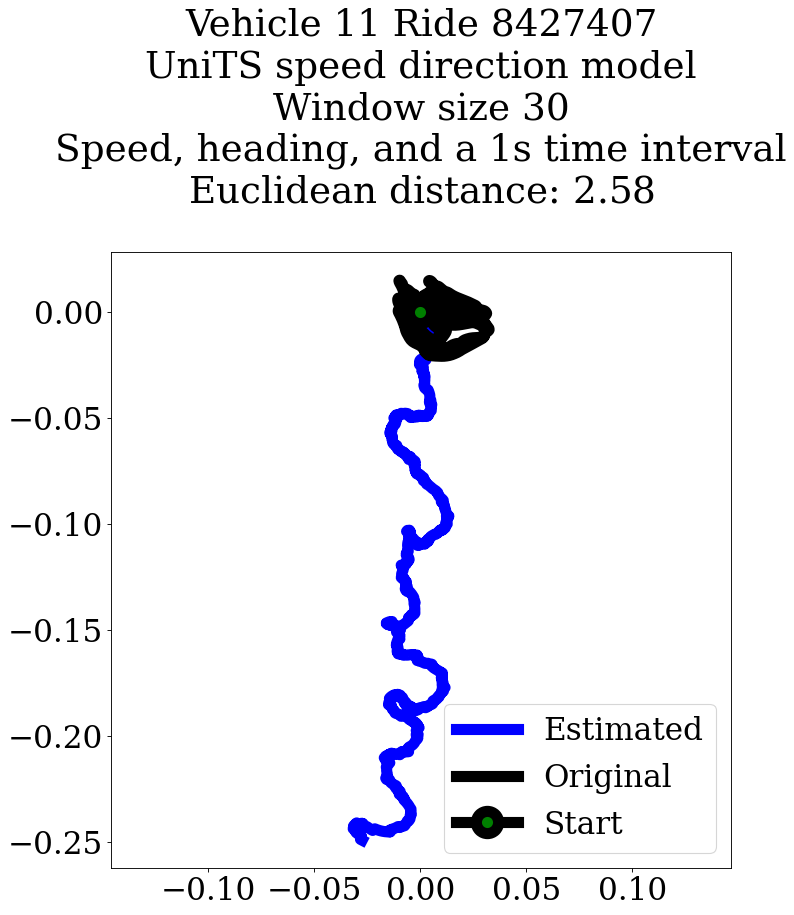 Vehicle 11 Ride 8427407
UniTS speed direction model
Window size 30
Speed, heading, and a 1s time interval
Euclidean distance: 2.58
0.00
−0.05
−0.10
−0.15
−0.20
−0.25
Estimated
Original
Start
−0.10 −0.05 0.00 0.05 0.10